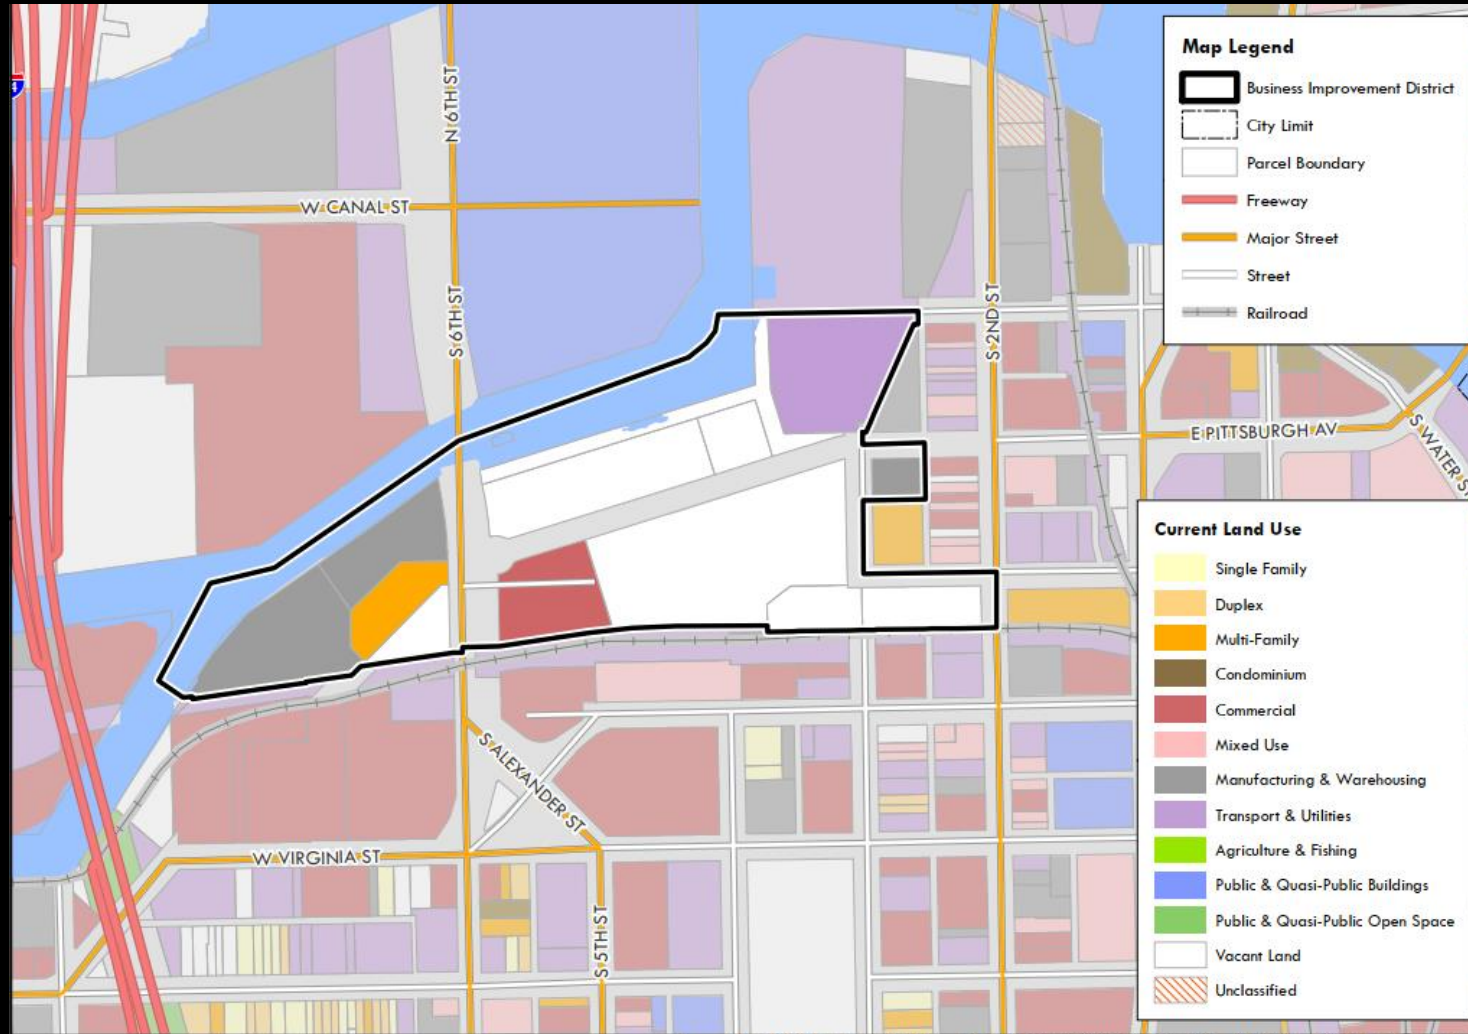 4
N 6TH ST
W CANAL ST
S 6TH ST
S 2ND ST
E PITTSBURGH AV
S WATER ST
S ALEXANDER ST
W VIRGINIA ST
S 5TH ST
Map Legend
Business Improvement District
City Limit
Parcel Boundary
Freeway
Major Street
Street
Railroad
Current Land Use
Single Family
Duplex
Multi-Family
Condominium
Commercial
Mixed Use
Manufacturing & Warehousing
Transport & Utilities
Agriculture & Fishing
Public & Quasi-Public Buildings
Public & Quasi-Public Open Space
Vacant Land
Unclassified